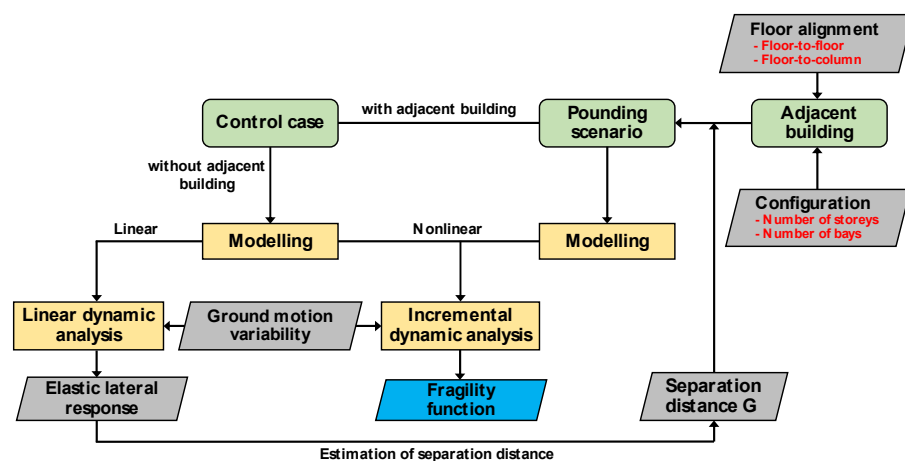 Floor alignment
- Floor-to-floor
- Floor-to-column
Control case
with adjacent building
Pounding
scenario
Adjacent
building
without adjacent
building
Configuration
- Number of storeys
- Number of bays
Linear
Modelling
Nonlinear
Modelling
Linear dynamic
analysis
Ground motion
variability
Incremental
dynamic analysis
Elastic lateral
response
Fragility
function
Separation
distance G
Estimation of separation distance